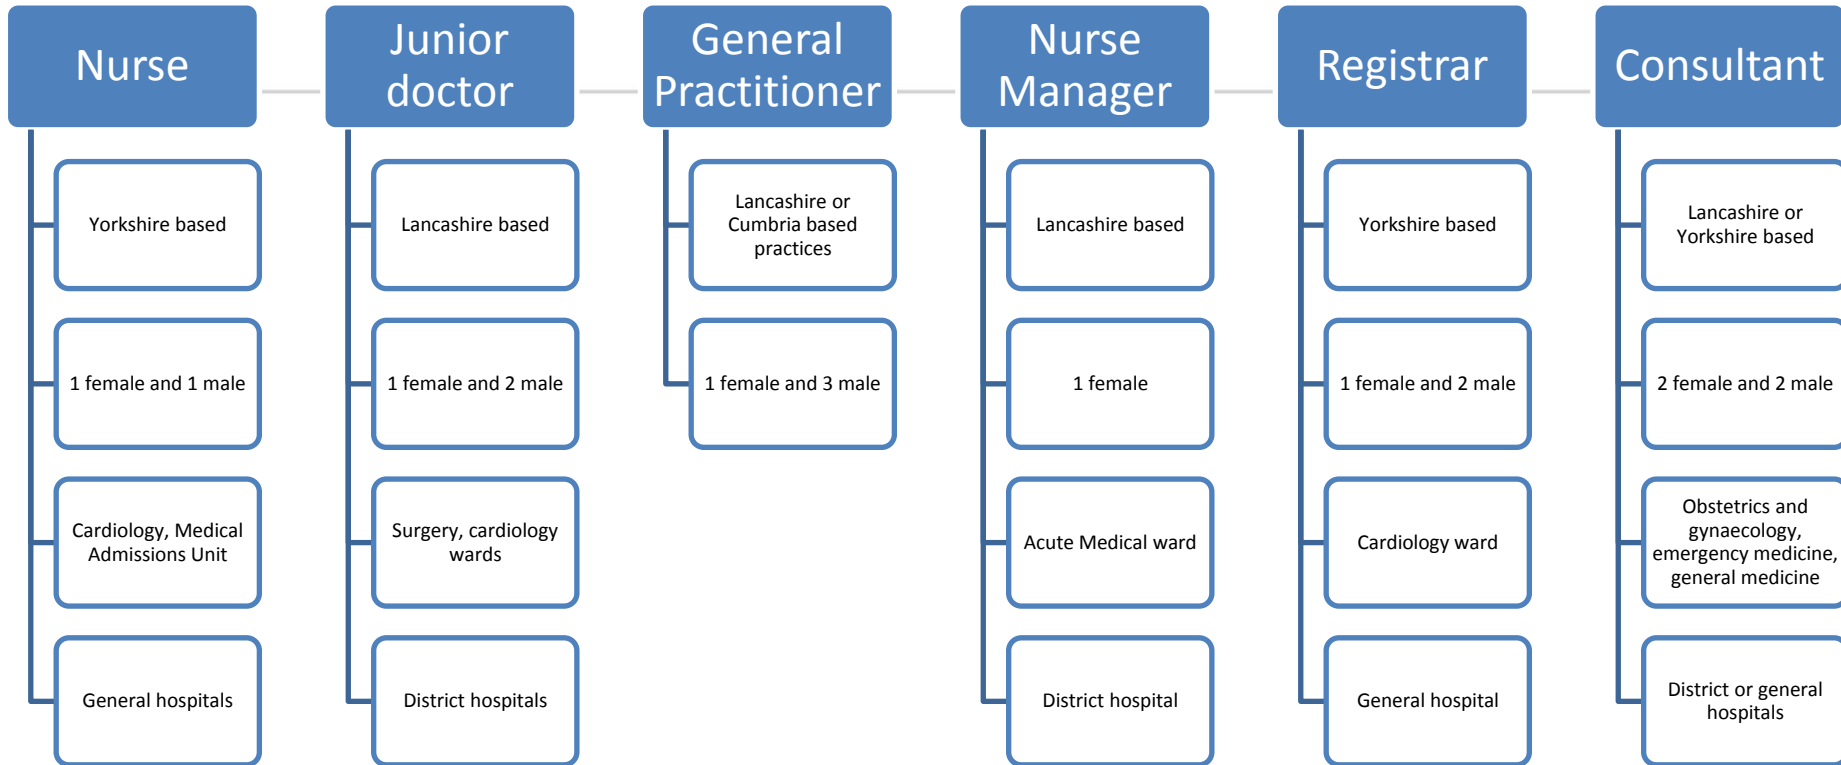 Nurse
Yorkshire based
1 female and 1 male
Cardiology, Medical
Admissions Unit
General hospitals
Junior
doctor
Lancashire based
1 female and 2 male
Surgery, cardiology
wards
District hospitals
General
Practitioner
Lancashire or
Cumbria based
practices
1 female and 3 male
Nurse
Manager
Lancashire based
1 female
Acute Medical ward
District hospital
Registrar
Yorkshire based
1 female and 2 male
Cardiology ward
General hospital
Consultant
Lancashire or
Yorkshire based
2 female and 2 male
Obstetrics and
gynaecology,
emergency medicine,
general medicine
District or general
hospitals